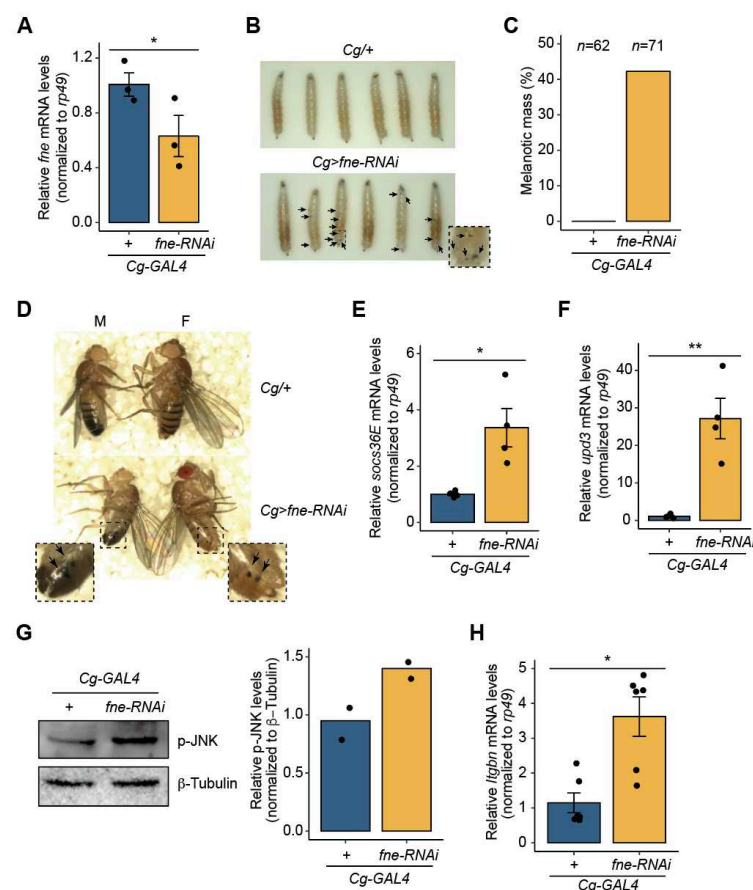 A
*
Relative fne mRNA levels
(normalized to rp49)
1.2
0.8
0.4
0.0
+
fne-RNAi
Cg-GAL4
B
Cg/+
Cg>fne-RNAi
C
n=62
n=71
Melanotic mass (%)
50
40
30
20
10
0
+
fne-RNAi
Cg-GAL4
D
M
F
Cg/+
Cg>fne-RNAi
E
*
Relative socs36E mRNA levels
(normalized to rp49)
6
4
2
0
+
fne-RNAi
Cg-GAL4
F
**
Relative upd3 mRNA levels
(normalized to rp49)
40
30
20
10
0
+
fne-RNAi
Cg-GAL4
G
Cg-GAL4
+
fne-RNAi
p-JNK
β-Tubulin
Relative p-JNK levels
(normalized to β-Tubulin)
1.5
1.0
0.5
0.0
+
fne-RNAi
Cg-GAL4
H
*
Relative Itgbn mRNA levels
(normalized to rp49)
5
4
3
2
1
0
+
fne-RNAi
Cg-GAL4